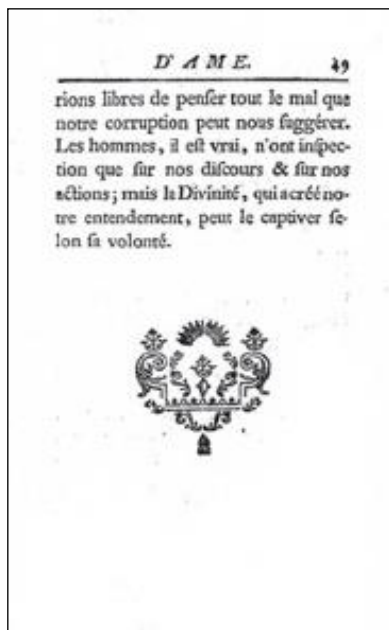 D' A M E. 49
rions libres de penſer tout le mal que
notre corruption peut nous ſuggérer.
Les hommes, il eſt vrai, n'ont inſpec-
tion que ſur nos diſcours & ſur nos
actions; mais la Divinité, qui a créé no-
tre entendement, peut le captiver ſe-
lon ſa volonté.